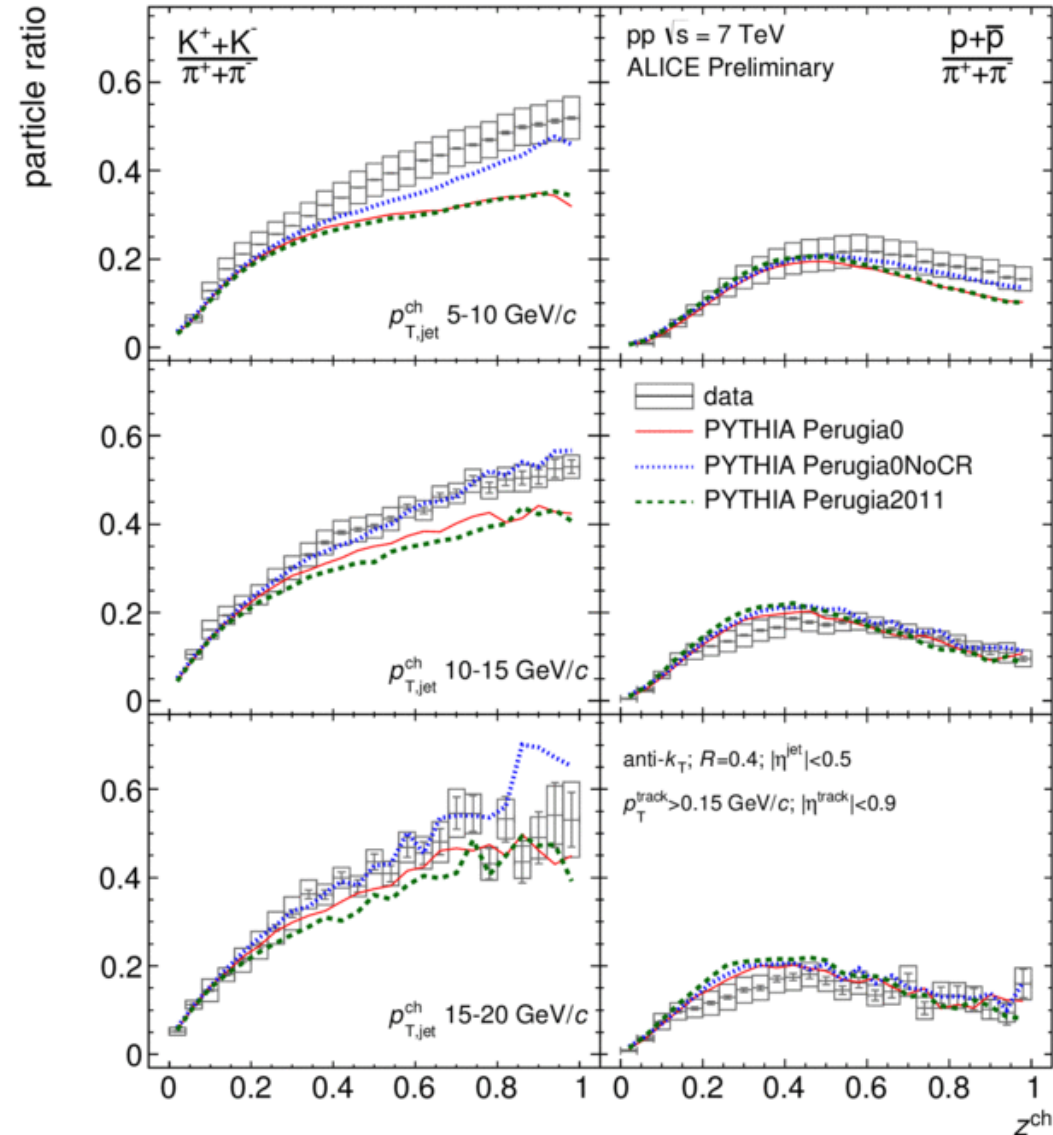 particle ratio
K⁺+K⁻
π⁺+π⁻
pp √s = 7 TeV
ALICE Preliminary
p+p̄
π⁺+π⁻
0.6
0.4
0.2
0
p_T,jet^ch 5-10 GeV/c
0.6
0.4
0.2
0
p_T,jet^ch 10-15 GeV/c
data
PYTHIA Perugia0
PYTHIA Perugia0NoCR
PYTHIA Perugia2011
0.6
0.4
0.2
0
p_T,jet^ch 15-20 GeV/c
anti-k_T; R=0.4; |η^jet|<0.5
p_T^track>0.15 GeV/c; |η^track|<0.9
0 0.2 0.4 0.6 0.8 1
0 0.2 0.4 0.6 0.8 1
z^ch